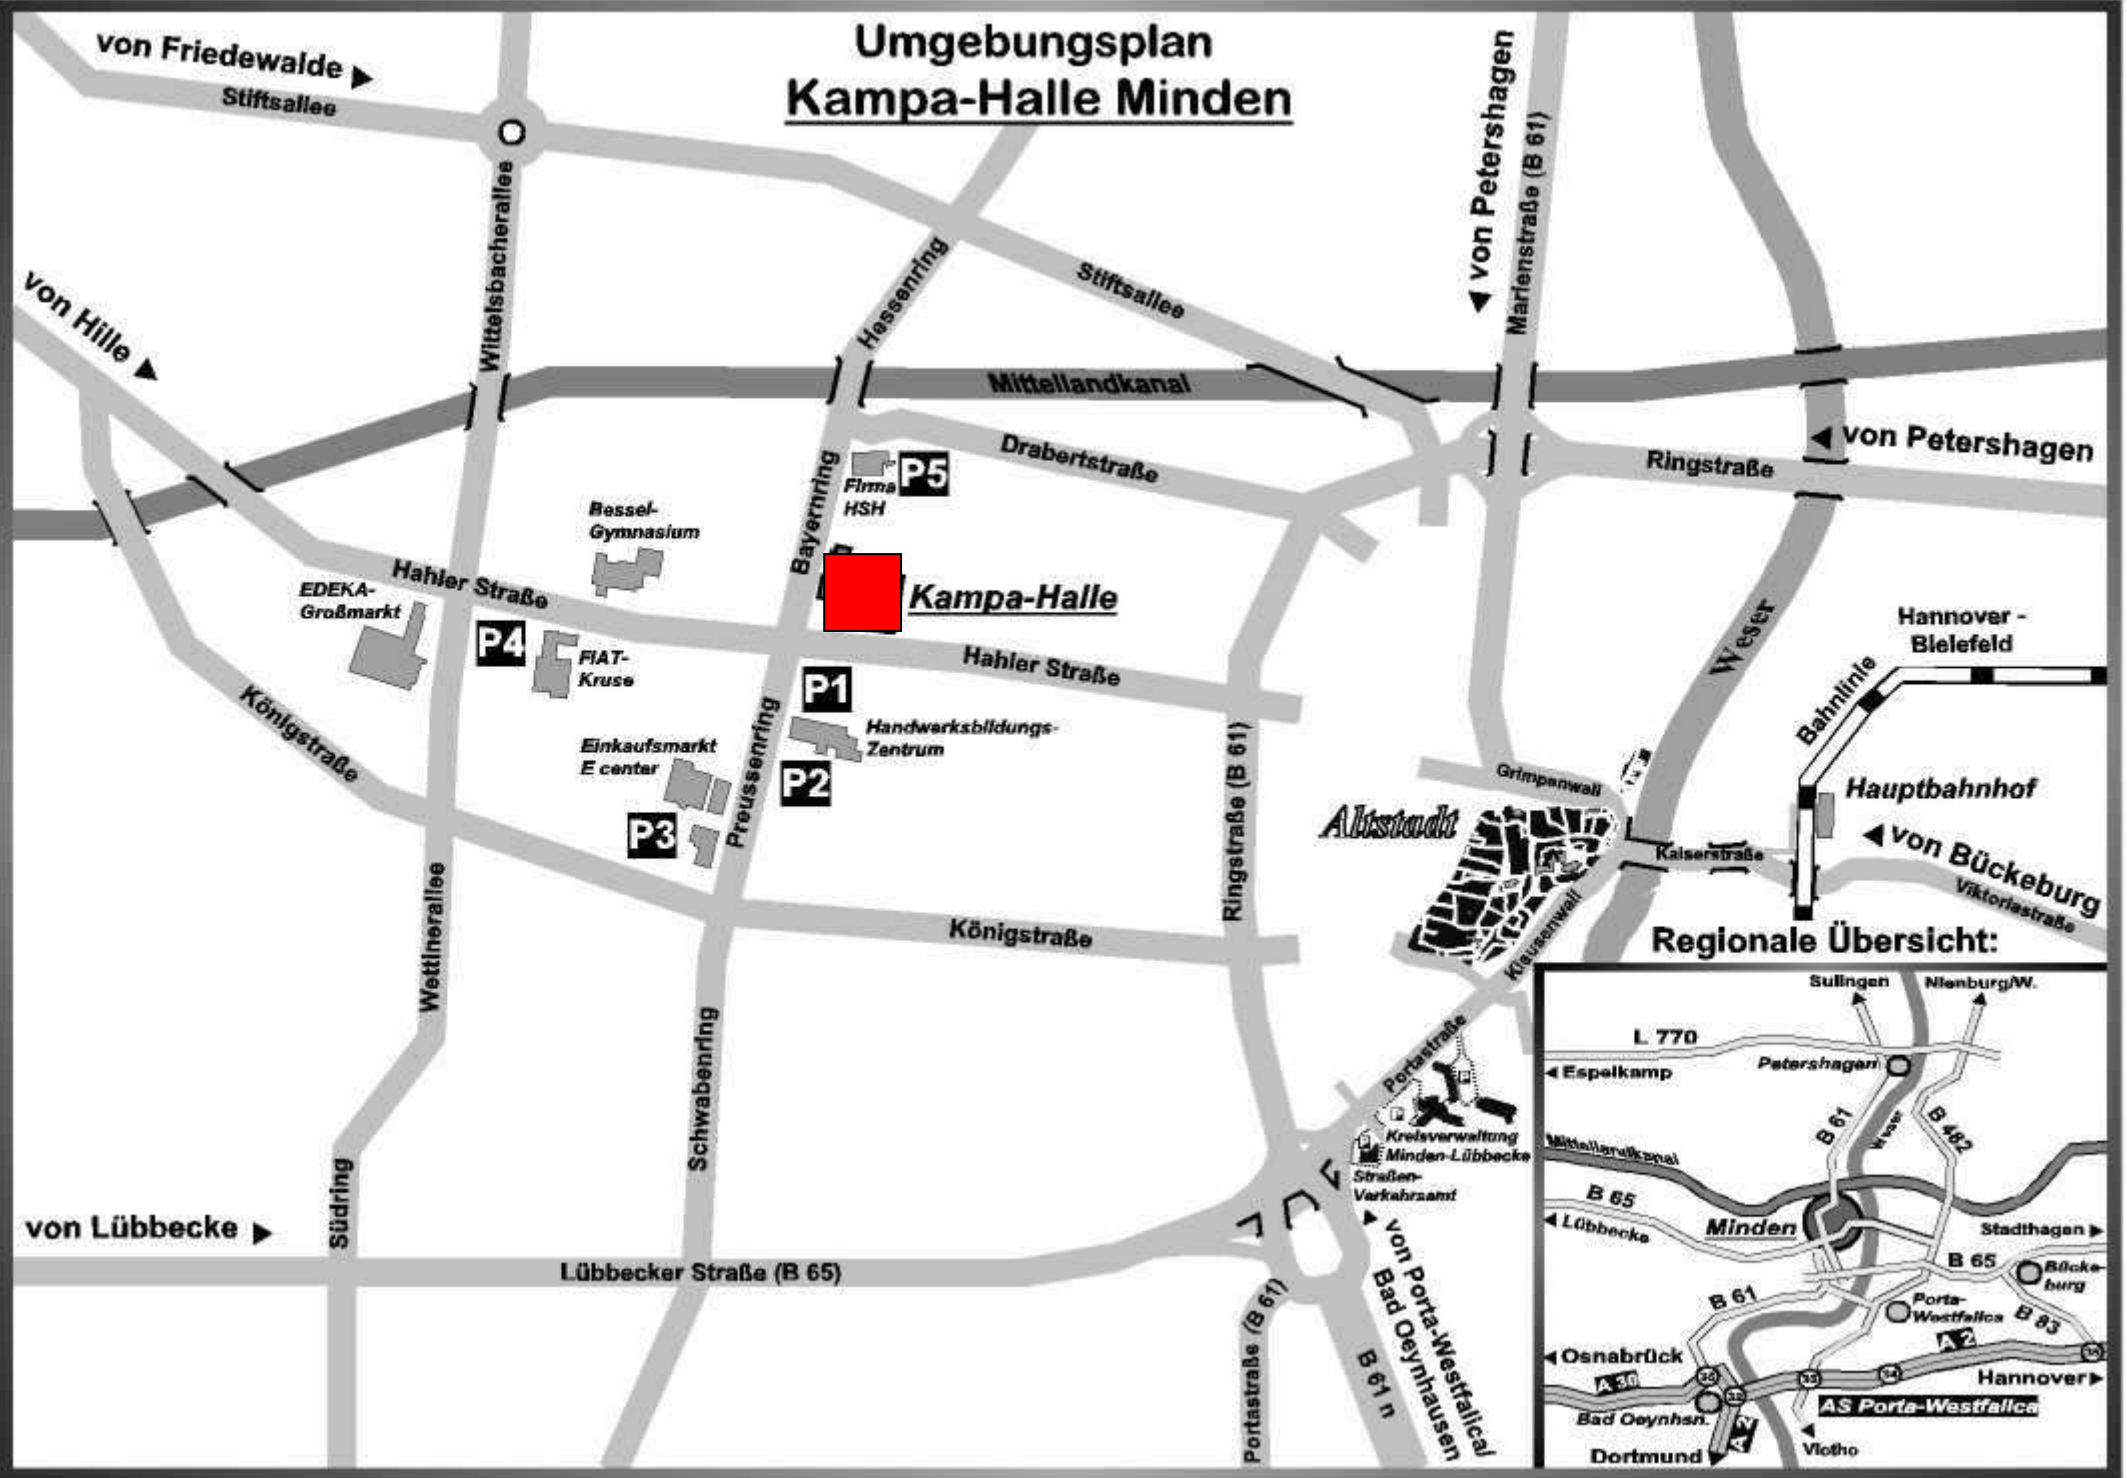 Umgebungsplan
Kampa-Halle Minden
von Friedewalde
Stiftsallee
von Petershagen
Marienstraße (B 61)
Wittelsbacherallee
Hessenring
Stiftsallee
von Hille
Mittellandkanal
von Petershagen
Ringstraße
Drabertstraße
Bayernring
P5
Firma
HSH
Bessel-
Gymnasium
Hahler Straße
EDEKA-
Großmarkt
Kampa-Halle
P4
FIAT-
Kruse
Hahler Straße
Weser
Hannover -
Bielefeld
Bahnlinie
P1
Handwerksbildungs-
Zentrum
P2
Königstraße
Einkaufsmarkt
E center
P3
Preussenring
Ringstraße (B 61)
Grimpenwall
Altstadt
Hauptbahnhof
von Bückeburg
Kaiserstraße
Viktoriastraße
Klausenwall
Wettinerallee
Königstraße
Schwabenring
Portastraße
Kreisverwaltung
Minden-Lübbecke
Straßen-
Verkehrsamt
Südring
von Lübbecke
Lübbecker Straße (B 65)
von Porta-Westfalical
Bad Oeynhausen
Portastraße (B 61)
B 61 n
Regionale Übersicht:
Sulingen
Nienburg/W.
L 770
Petershagen
Espelkamp
B 61
Weser
B 482
Mittellandkanal
B 65
Lübbecke
Minden
Stadthagen
B 65
Bücke-
burg
B 61
Porta-
Westfalica
B 83
A 2
Osnabrück
A 30
Hannover
AS Porta-Westfalica
Bad Oeynhsn.
A 2
Vlotho
Dortmund